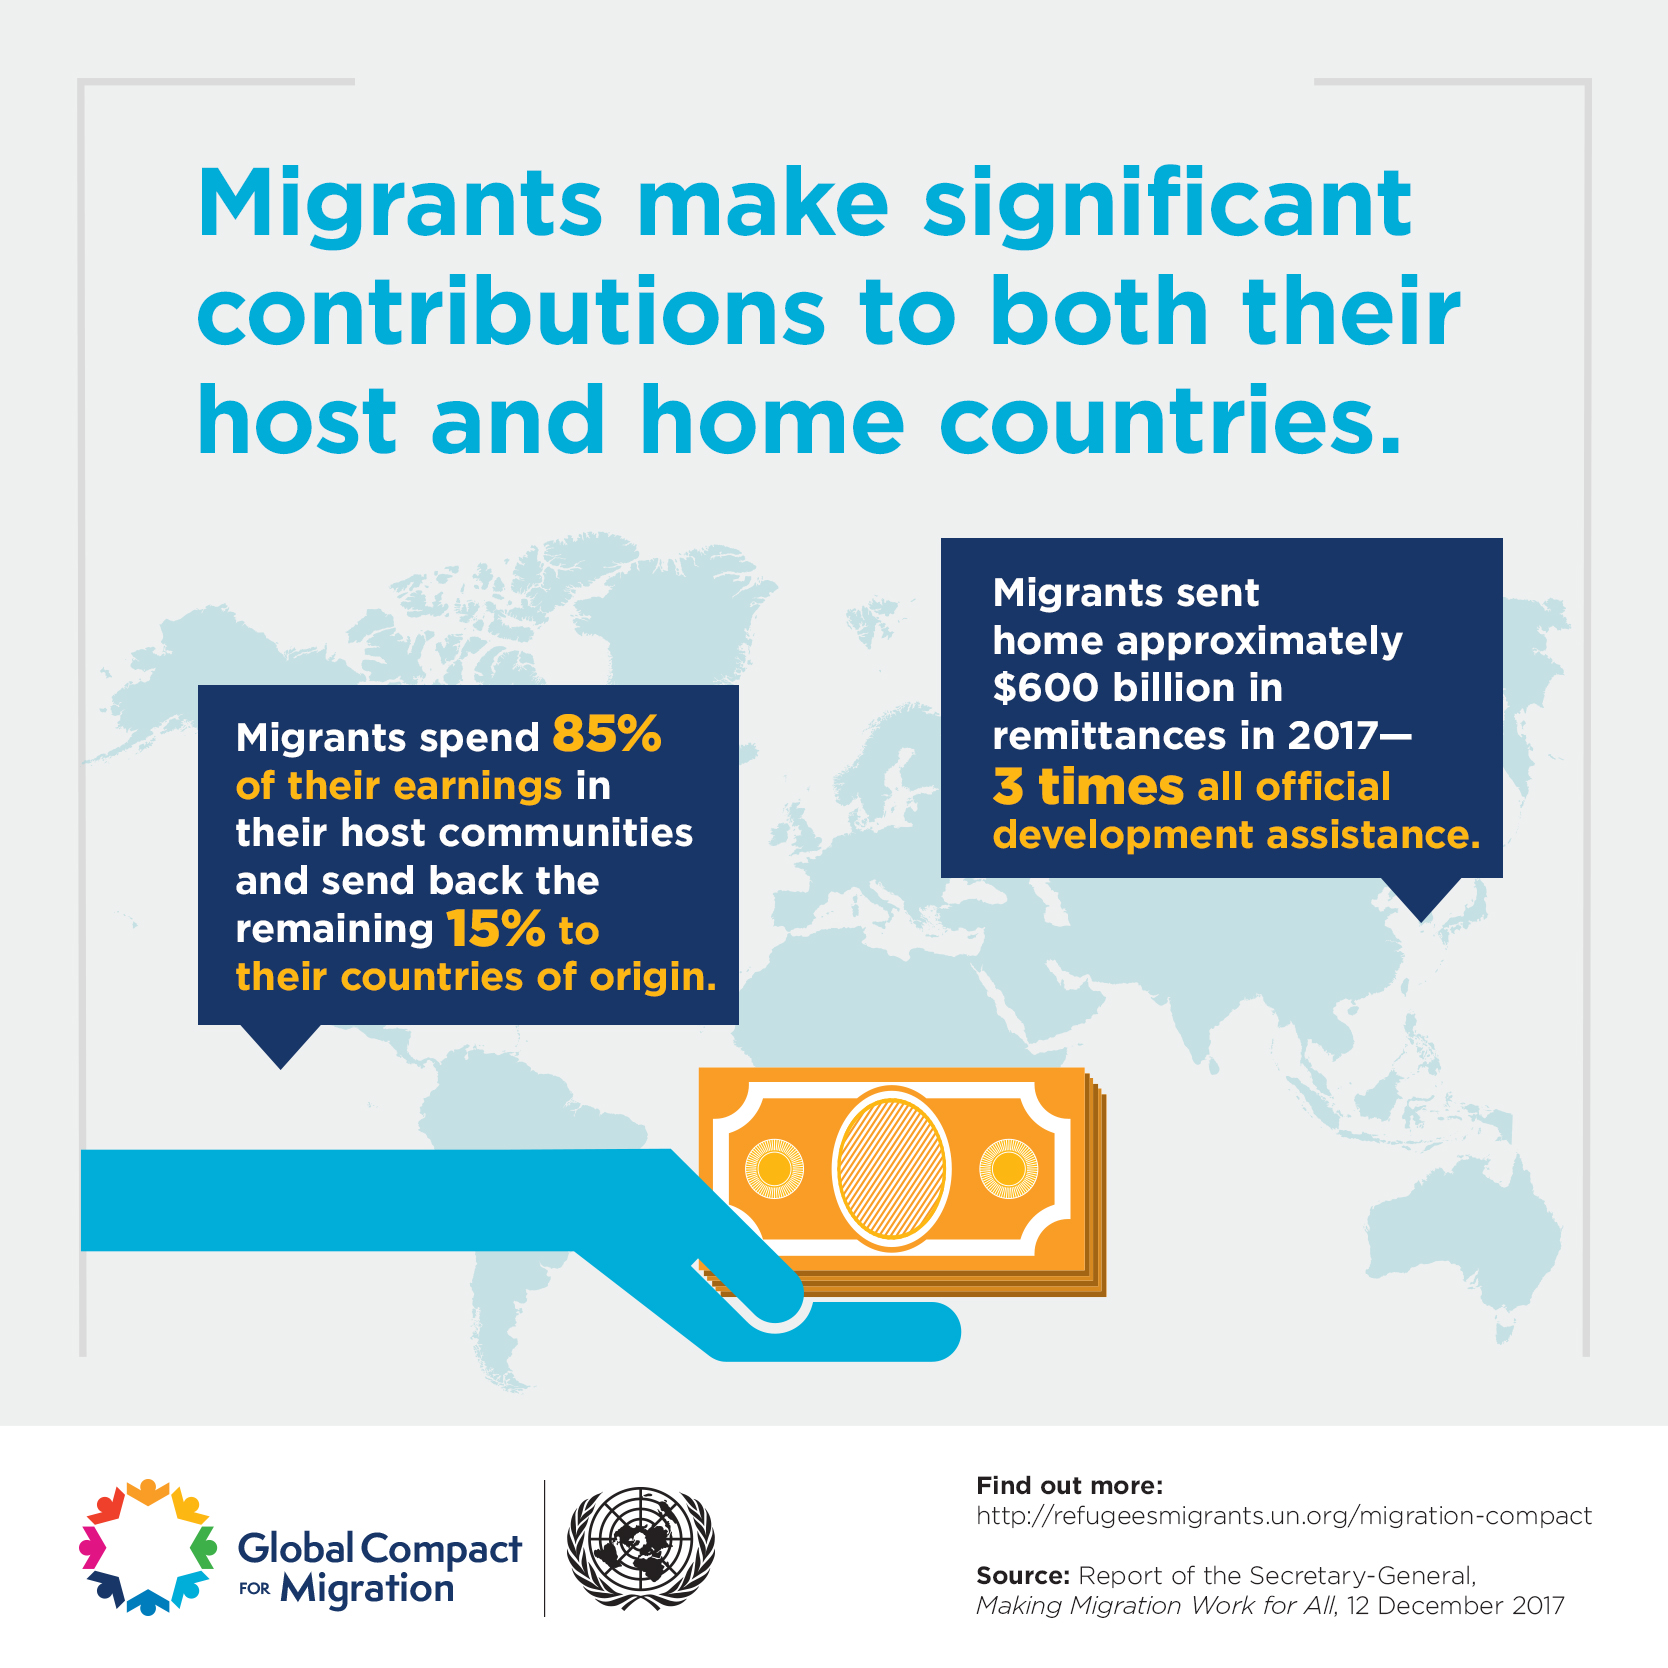 Migrants make significant
contributions to both their
host and home countries.
Migrants spend 85%
of their earnings in
their host communities
and send back the
remaining 15% to
their countries of origin.
Migrants sent
home approximately
$600 billion in
remittances in 2017—
3 times all official
development assistance.
Global Compact
FOR Migration
Find out more:
http://refugeesmigrants.un.org/migration-compact
Source: Report of the Secretary-General,
Making Migration Work for All, 12 December 2017